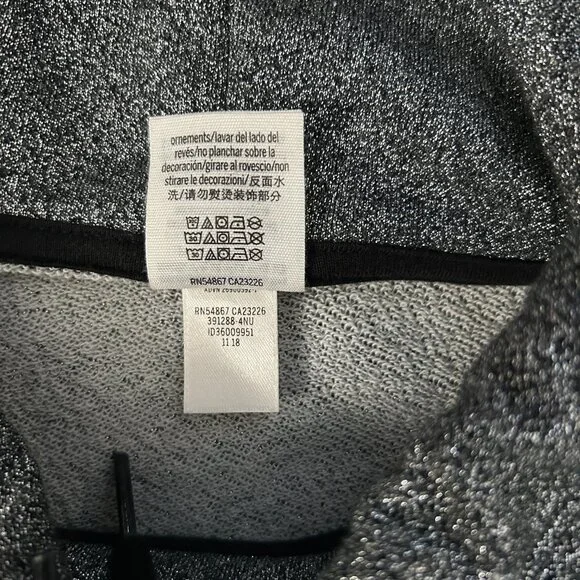 ornements/lavar del lado del
revés/no planchar sobre la
decoración/girare al rovescio/non
stirare le decorazioni/反面水
洗/请勿熨烫装饰部分
RN54867 CA23226
RN54867 CA23226
391288-4NU
ID36009951
11 18